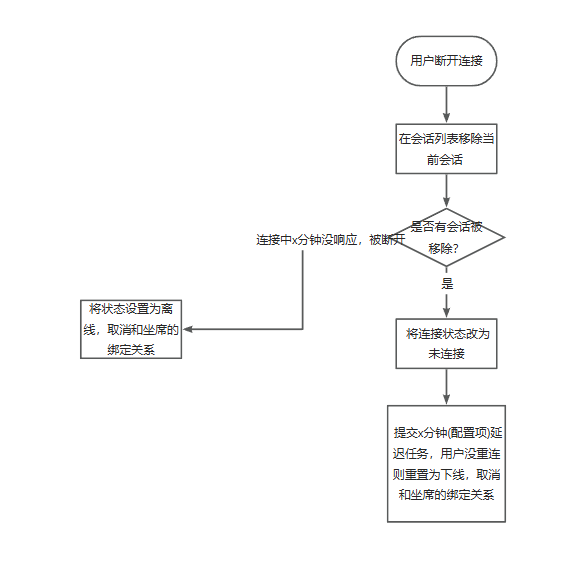 用户断开连接
在会话列表移除当
前会话
是否有会话被
移除?
连接中x分钟没响应，被断开
是
将状态设置为离
线，取消和坐席的
绑定关系
将连接状态改为
未连接
提交x分钟(配置项)延
迟任务，用户没重连
则重置为下线，取消
和坐席的绑定关系